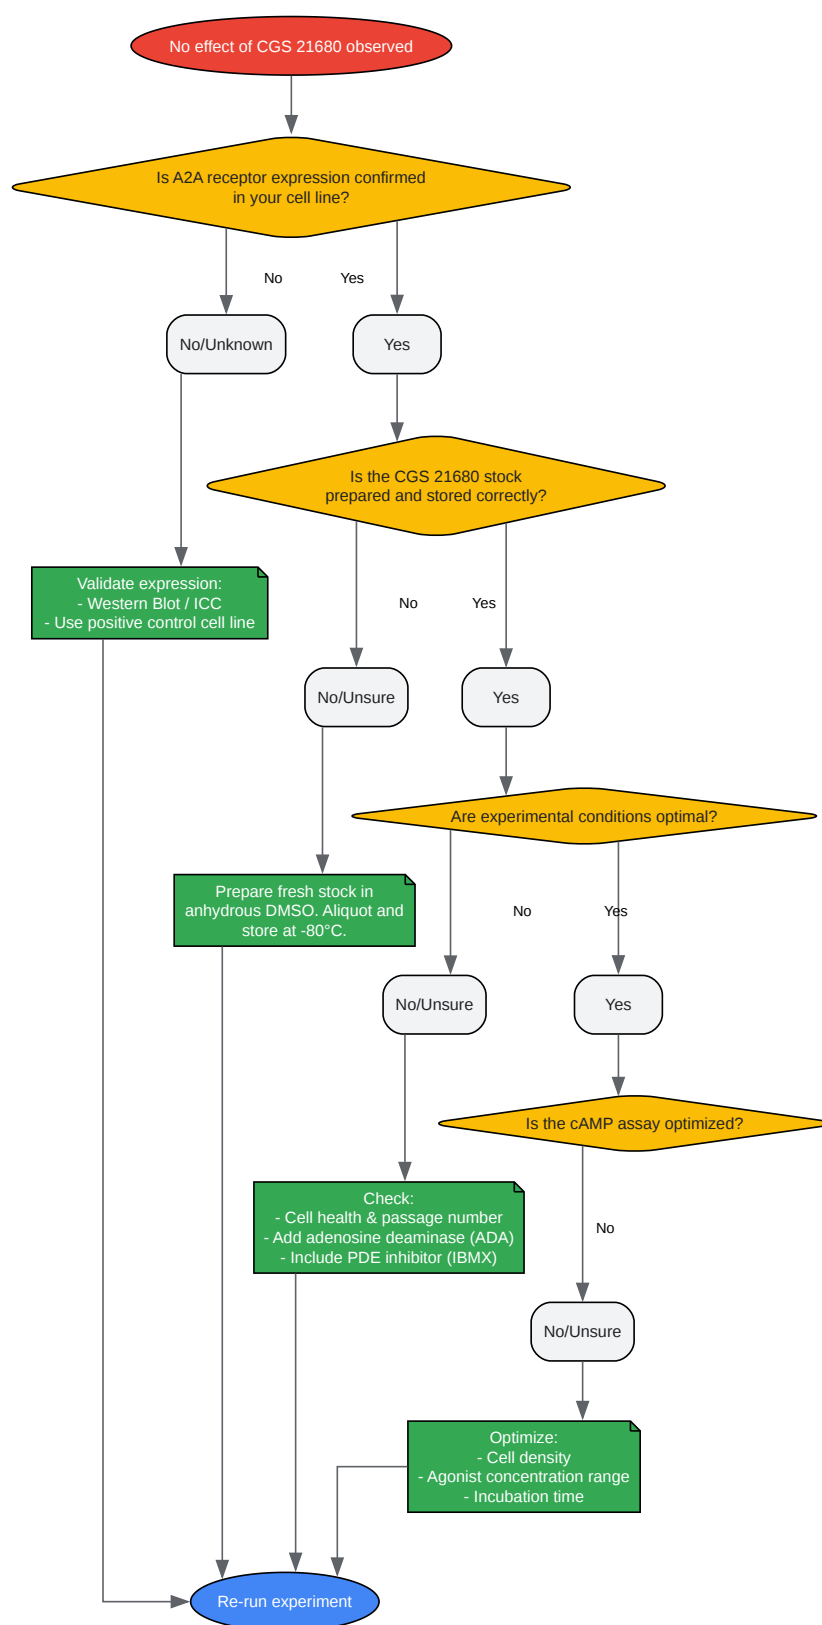 No effect of CGS 21680 observed
Is A2A receptor expression confirmed
in your cell line?
No
Yes
No/Unknown
Yes
Is the CGS 21680 stock
prepared and stored correctly?
Validate expression:
- Western Blot / ICC
- Use positive control cell line
No
Yes
No/Unsure
Yes
Are experimental conditions optimal?
Prepare fresh stock in
anhydrous DMSO. Aliquot and
store at -80°C.
No
Yes
No/Unsure
Yes
Is the cAMP assay optimized?
Check:
- Cell health & passage number
- Add adenosine deaminase (ADA)
- Include PDE inhibitor (IBMX)
No
No/Unsure
Optimize:
- Cell density
- Agonist concentration range
- Incubation time
Re-run experiment